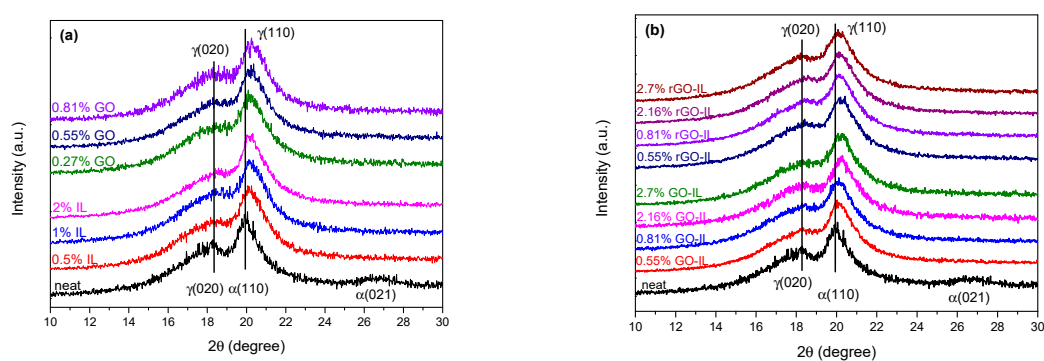 (a)
γ(020)
γ(110)
0.81% GO
0.55% GO
0.27% GO
2% IL
1% IL
0.5% IL
neat
γ(020) α(110)
α(021)
10 12 14 16 18 20 22 24 26 28 30
2θ (degree)
Intensity (a.u.)
(b)
γ(020)
γ(110)
2.7% rGO-IL
2.16% rGO-IL
0.81% rGO-IL
0.55% rGO-IL
2.7% GO-IL
2.16% GO-IL
0.81% GO-IL
0.55% GO-IL
neat
γ(020)
α(110)
α(021)
10 12 14 16 18 20 22 24 26 28 30
2θ (degree)
Intensity (a.u.)